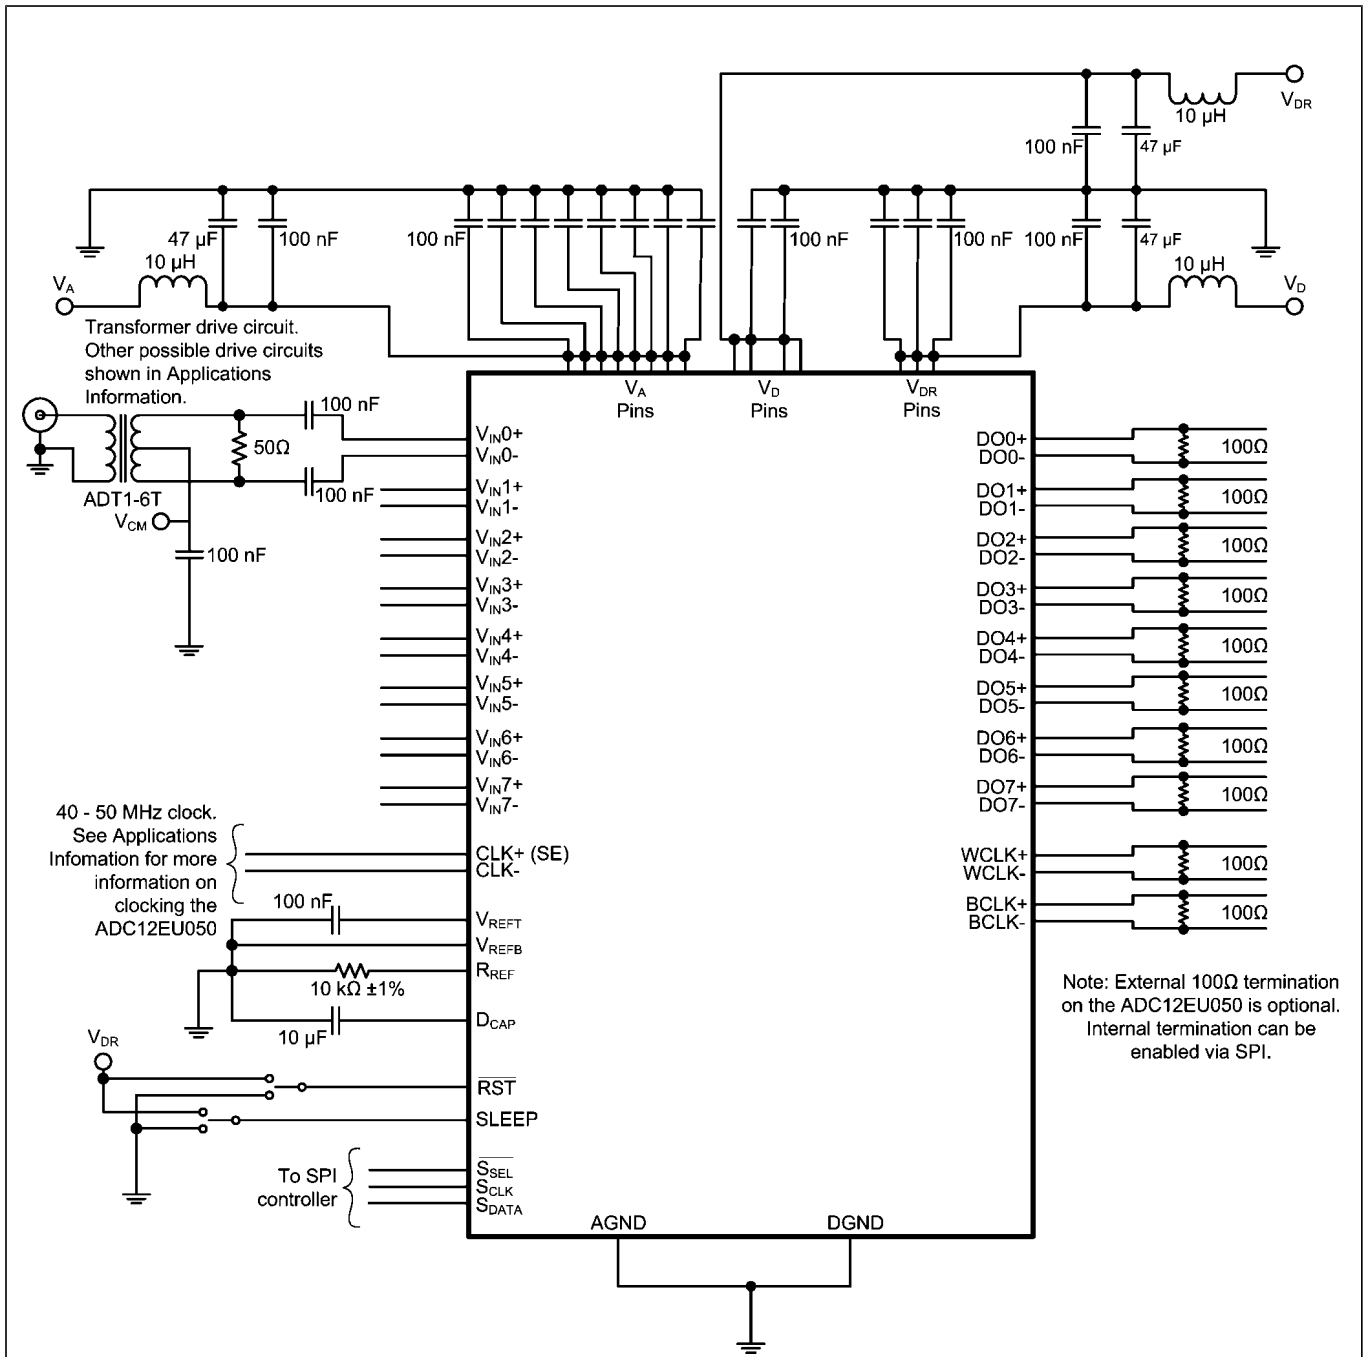 V_DR
10 µH
100 nF
47 µF
47 µF
100 nF
100 nF
100 nF
100 nF
100 nF
47 µF
10 µH
10 µH
V_A
V_D
Transformer drive circuit.
Other possible drive circuits
shown in Applications
Information.
V_A
Pins
V_D
Pins
V_DR
Pins
100 nF
50Ω
100 nF
ADT1-6T
V_CM
100 nF
V_IN0+
V_IN0-
V_IN1+
V_IN1-
V_IN2+
V_IN2-
V_IN3+
V_IN3-
V_IN4+
V_IN4-
V_IN5+
V_IN5-
V_IN6+
V_IN6-
V_IN7+
V_IN7-
DO0+
DO0-
100Ω
DO1+
DO1-
100Ω
DO2+
DO2-
100Ω
DO3+
DO3-
100Ω
DO4+
DO4-
100Ω
DO5+
DO5-
100Ω
DO6+
DO6-
100Ω
DO7+
DO7-
100Ω
WCLK+
WCLK-
100Ω
BCLK+
BCLK-
100Ω
40 - 50 MHz clock.
See Applications
Infomation for more
information on
clocking the
ADC12EU050
CLK+ (SE)
CLK-
100 nF
V_REFT
V_REFB
R_REF
10 kΩ ±1%
D_CAP
10 µF
Note: External 100Ω termination
on the ADC12EU050 is optional.
Internal termination can be
enabled via SPI.
V_DR
RST
SLEEP
To SPI
controller
S_SEL
S_CLK
S_DATA
AGND
DGND